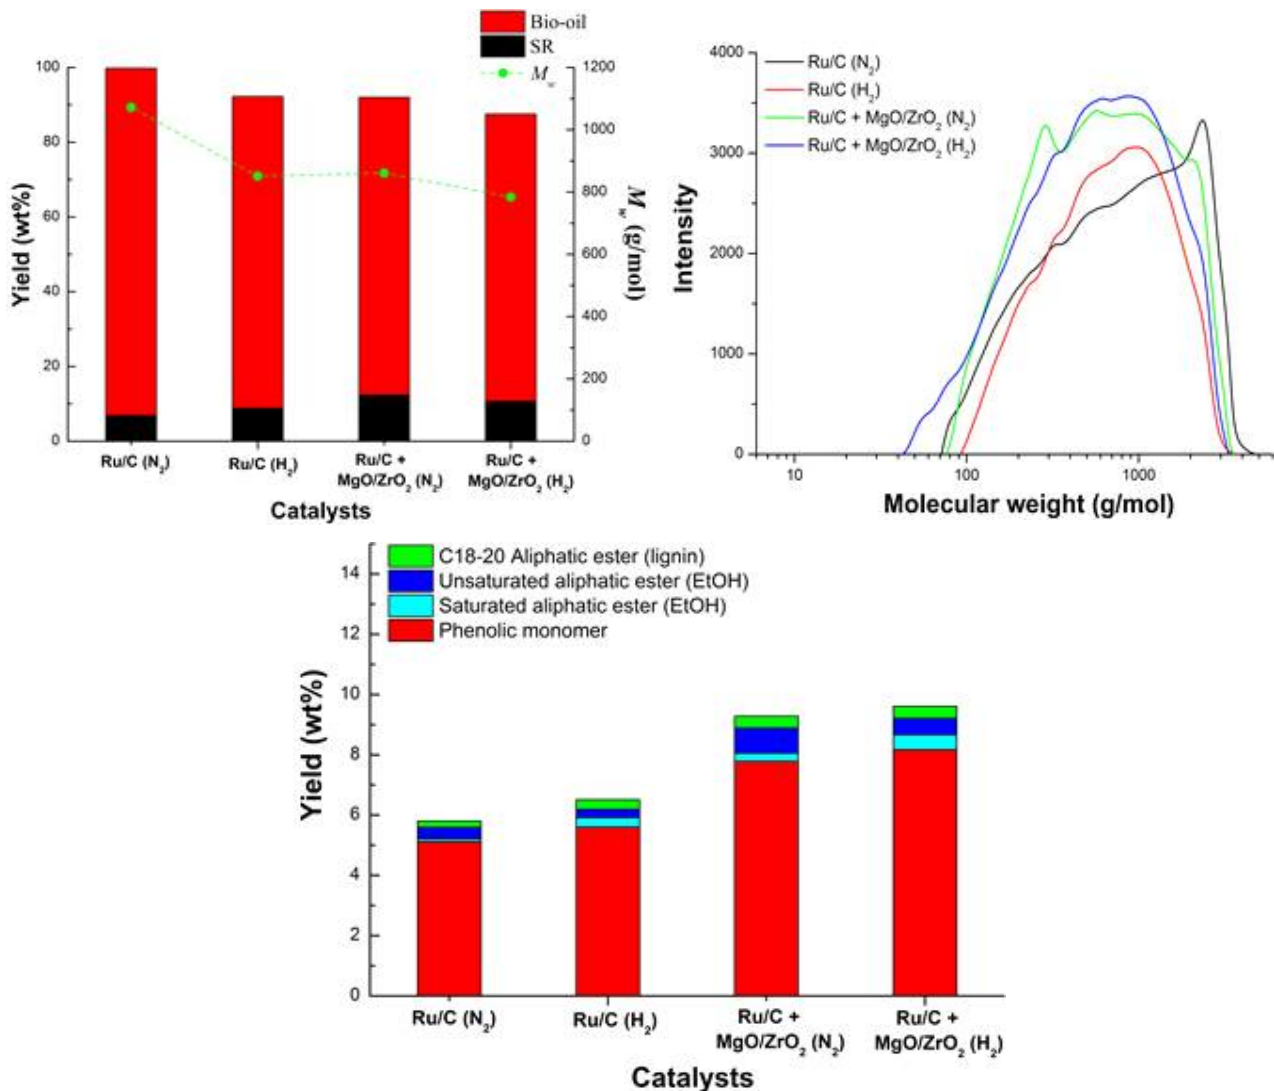 Bio-oil
SR
M_w
100
80
60
40
20
0
Yield (wt%)
1200
1000
800
600
400
200
0
M_w (g/mol)
Ru/C (N₂)
Ru/C (H₂)
Ru/C +
MgO/ZrO₂ (N₂)
Ru/C +
MgO/ZrO₂ (H₂)
Catalysts
4000
3000
2000
1000
0
Intensity
Ru/C (N₂)
Ru/C (H₂)
Ru/C + MgO/ZrO₂ (N₂)
Ru/C + MgO/ZrO₂ (H₂)
10
100
1000
Molecular weight (g/mol)
C18-20 Aliphatic ester (lignin)
Unsaturated aliphatic ester (EtOH)
Saturated aliphatic ester (EtOH)
Phenolic monomer
14
12
10
8
6
4
2
0
Yield (wt%)
Ru/C (N₂)
Ru/C (H₂)
Ru/C +
MgO/ZrO₂ (N₂)
Ru/C +
MgO/ZrO₂ (H₂)
Catalysts